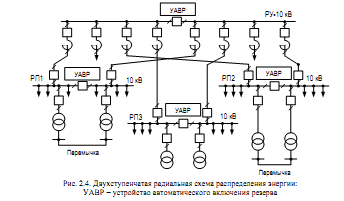 УАВР
РУ-10 кВ
РП1
УАВР
10 кВ
РП2
УАВР
10 кВ
РП3
УАВР
10 кВ
Перемычка
Перемычка
Рис. 2.4. Двухступенчатая радиальная схема распределения энергии:
УАВР – устройство автоматического включения резерва